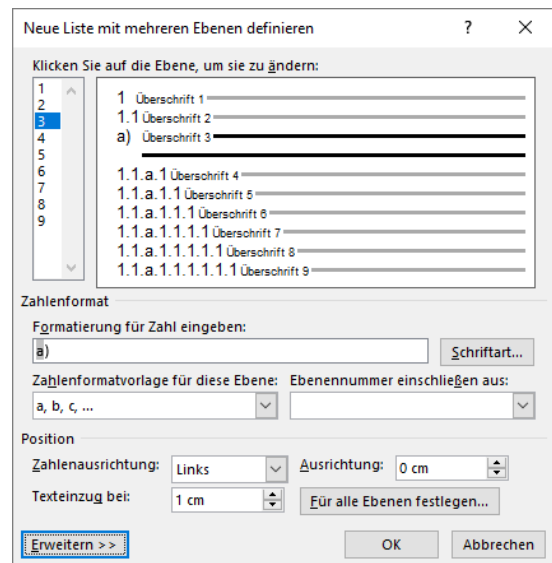 Neue Liste mit mehreren Ebenen definieren ? ×
Klicken Sie auf die Ebene, um sie zu ändern:
1
2
3
4
5
6
7
8
9
1 Überschrift 1
1.1 Überschrift 2
a) Überschrift 3
1.1.a.1 Überschrift 4
1.1.a.1.1 Überschrift 5
1.1.a.1.1.1 Überschrift 6
1.1.a.1.1.1.1 Überschrift 7
1.1.a.1.1.1.1.1 Überschrift 8
1.1.a.1.1.1.1.1.1 Überschrift 9
Zahlenformat
Formatierung für Zahl eingeben:
a) Schriftart...
Zahlenformatvorlage für diese Ebene: Ebenennummer einschließen aus:
a, b, c, ...
Position
Zahlenausrichtung: Links Ausrichtung: 0 cm
Texteinzug bei: 1 cm Für alle Ebenen festlegen...
Erweitern >> OK Abbrechen